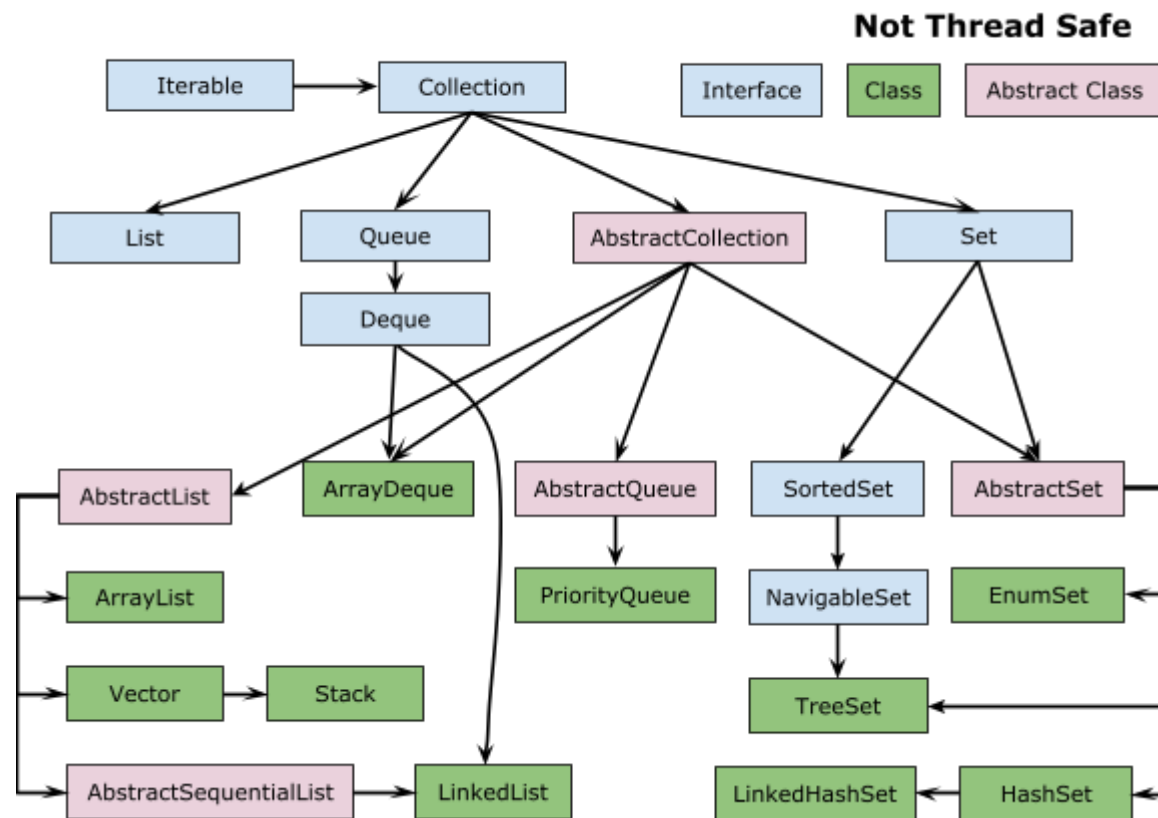 Not Thread Safe
Iterable
Collection
Interface
Class
Abstract Class
List
Queue
AbstractCollection
Set
Deque
AbstractList
ArrayDeque
AbstractQueue
SortedSet
AbstractSet
ArrayList
PriorityQueue
NavigableSet
EnumSet
Vector
Stack
TreeSet
AbstractSequentialList
LinkedList
LinkedHashSet
HashSet